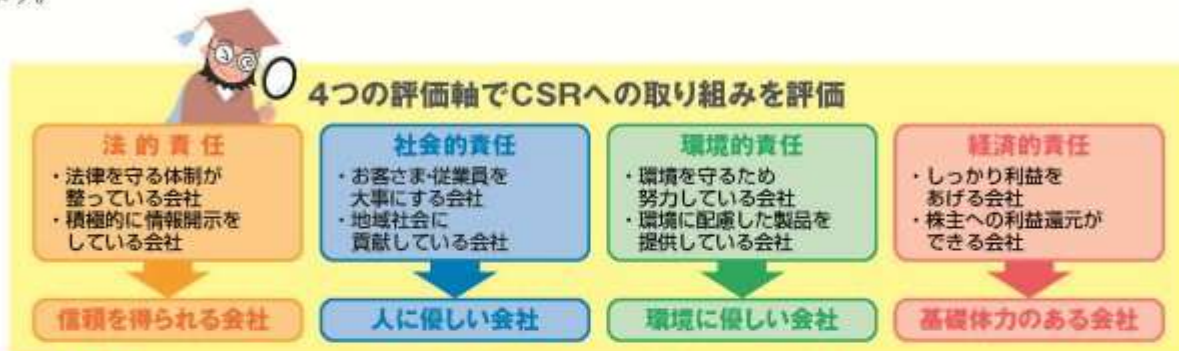 す。
4つの評価軸でCSRへの取り組みを評価
法的責任
・法律を守る体制が
整っている会社
・積極的に情報開示を
している会社
信頼を得られる会社
社会的責任
・お客さま・従業員を
大事にする会社
・地域社会に
貢献している会社
人に優しい会社
環境的責任
・環境を守るため
努力している会社
・環境に配慮した製品を
提供している会社
環境に優しい会社
経済的責任
・しっかり利益を
あげる会社
・株主への利益還元が
できる会社
基礎体力のある会社